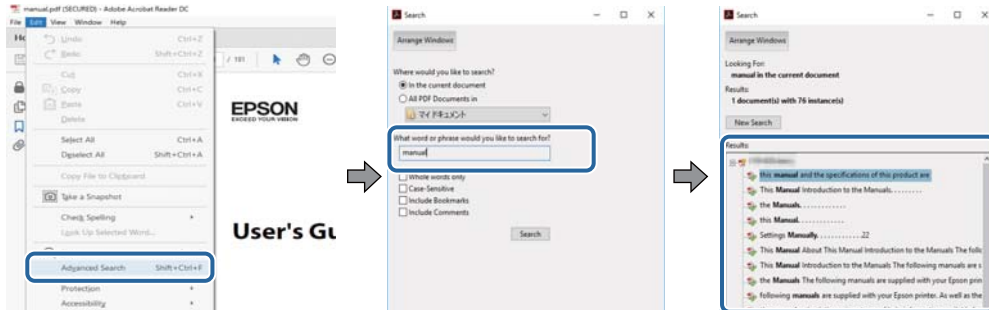 manual.pdf (SECURED) - Adobe Acrobat Reader DC
File Edit View Window Help
Undo Ctrl+Z
Redo Shift+Ctrl+Z
Cut Ctrl+X
Copy Ctrl+C
Paste Ctrl+V
Delete
Select All Ctrl+A
Deselect All Shift+Ctrl+A
Copy File to Clipboard
Take a Snapshot
Check Spelling
Look Up Selected Word...
Advanced Search Shift+Ctrl+F
Protection
Accessibility
/ 181
EPSON
EXCEED YOUR VISION
User's Gu
Search
Arrange Windows
Where would you like to search?
In the current document
All PDF Documents in
マイ ドキュメント
What word or phrase would you like to search for?
manual
Whole words only
Case-Sensitive
Include Bookmarks
Include Comments
Search
Search
Arrange Windows
Looking For:
manual in the current document
Results:
1 document(s) with 76 instance(s)
New Search
Results:
this manual and the specifications of this product are
This Manual Introduction to the Manuals. . . . . . . . .
the Manuals. . . . . . . . . . . . .
this Manual. . . . . . . . . . . . .
Settings Manually. . . . . . . . . . . . 22
This Manual About This Manual Introduction to the Manuals The follo
This Manual Introduction to the Manuals The following manuals are s
the Manuals The following manuals are supplied with your Epson prin
following manuals are supplied with your Epson printer. As well as the